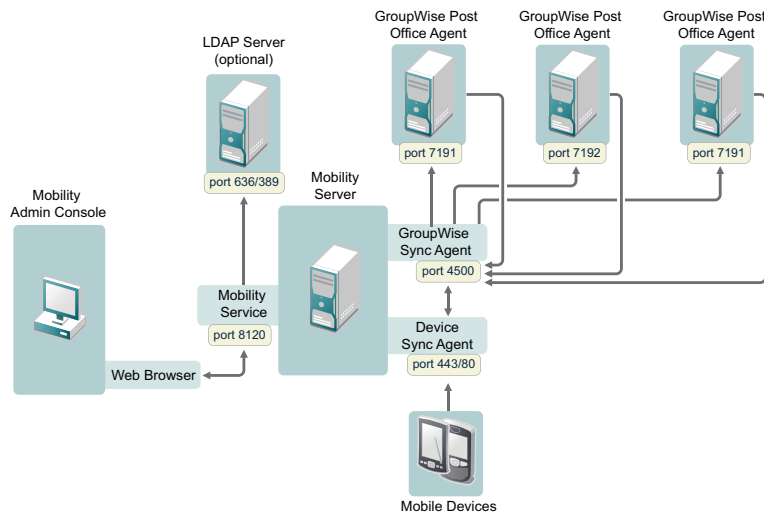 GroupWise Post
Office Agent
GroupWise Post
Office Agent
GroupWise Post
Office Agent
LDAP Server
(optional)
port 7191
port 7192
port 7191
port 636/389
Mobility
Server
Mobility
Admin Console
GroupWise
Sync Agent
port 4500
Mobility
Service
port 8120
Device
Sync Agent
port 443/80
Web Browser
Mobile Devices